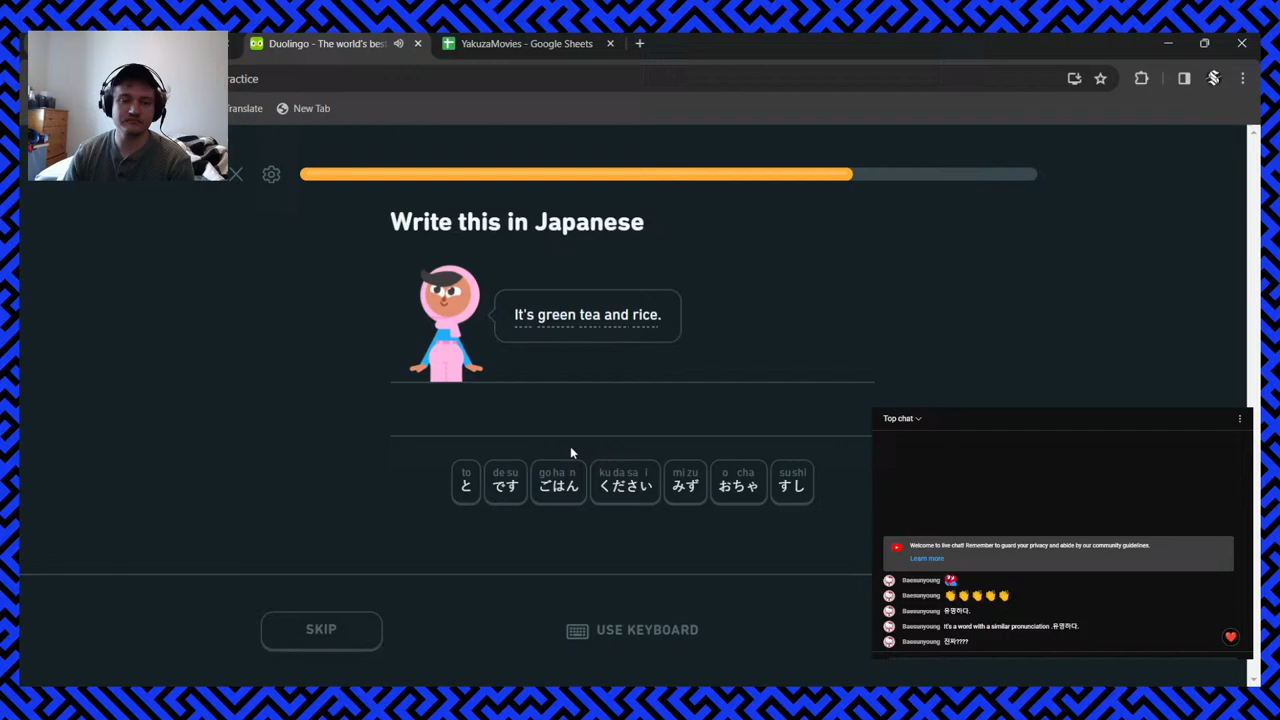 Duolingo - The world's best
YakuzaMovies - Google Sheets
ractice
Translate
New Tab
Write this in Japanese
It's green tea and rice.
to
と
de su
です
go ha n
ごはん
ku da sa i
ください
mi zu
みず
o cha
おちゃ
su shi
すし
SKIP
USE KEYBOARD
Top chat
Welcome to live chat! Remember to guard your privacy and abide by our community guidelines.
Learn more
Baesunyoung
Baesunyoung
Baesunyoung 유명하다.
Baesunyoung It's a word with a similar pronunciation .유명하다.
Baesunyoung 진짜????